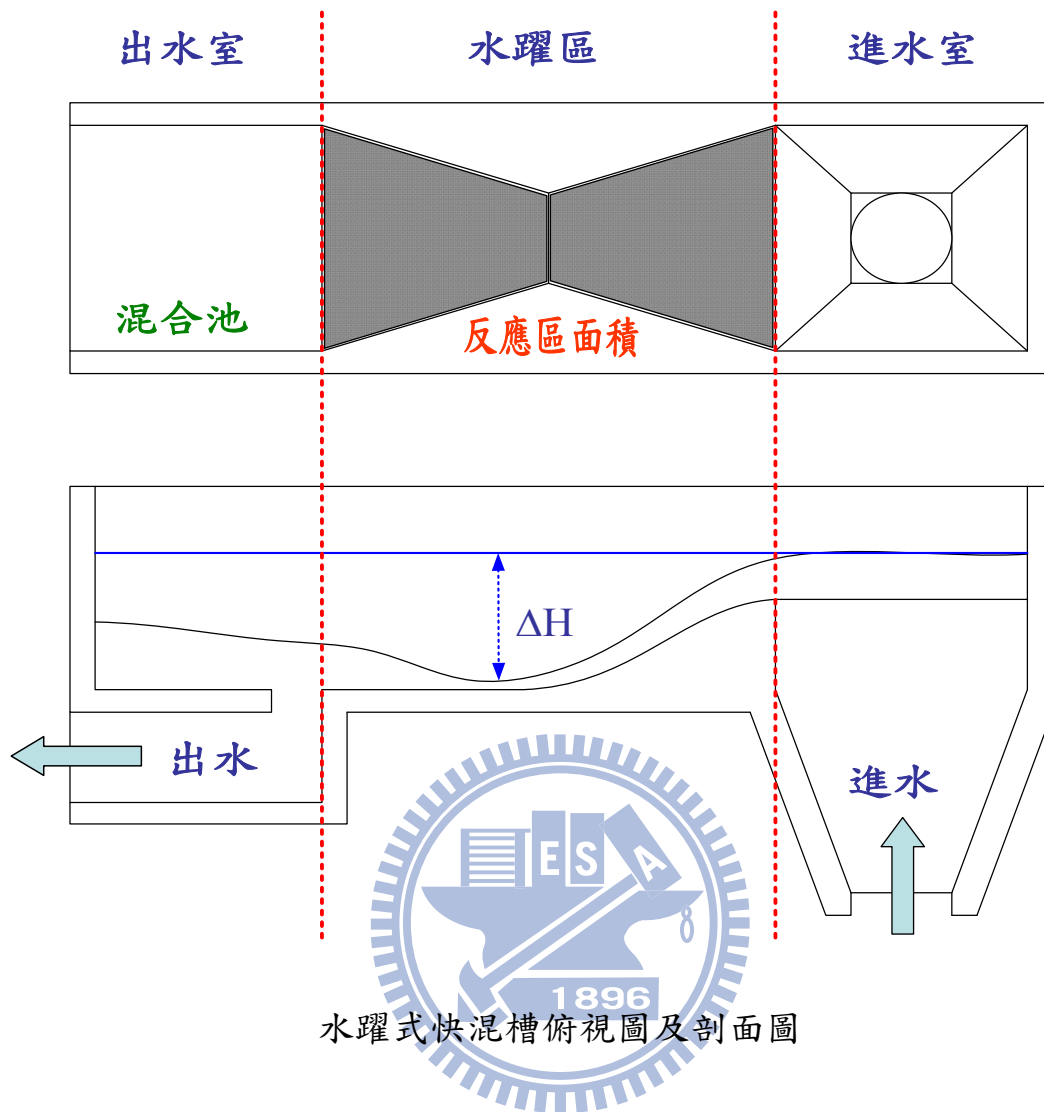 出水室 水躍區 進水室
混合池
反應區面積
ΔH
出水
進水
E S A
1896
水躍式快混槽俯視圖及剖面圖